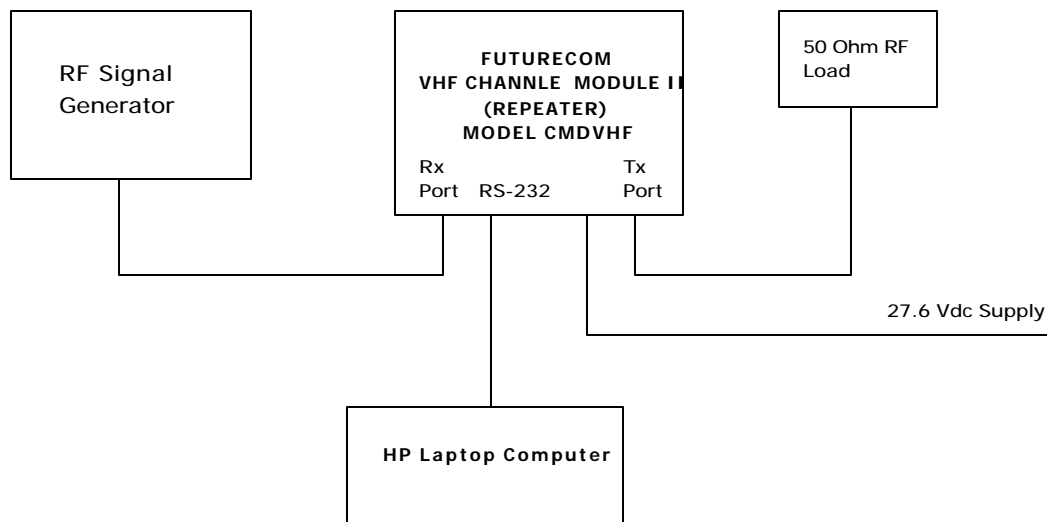 RF Signal
Generator
FUTURECOM
VHF CHANNLE MODULE II
(REPEATER)
MODEL CMDVHF
Rx
Port
RS-232
Tx
Port
50 Ohm RF
Load
27.6 Vdc Supply
HP Laptop Computer